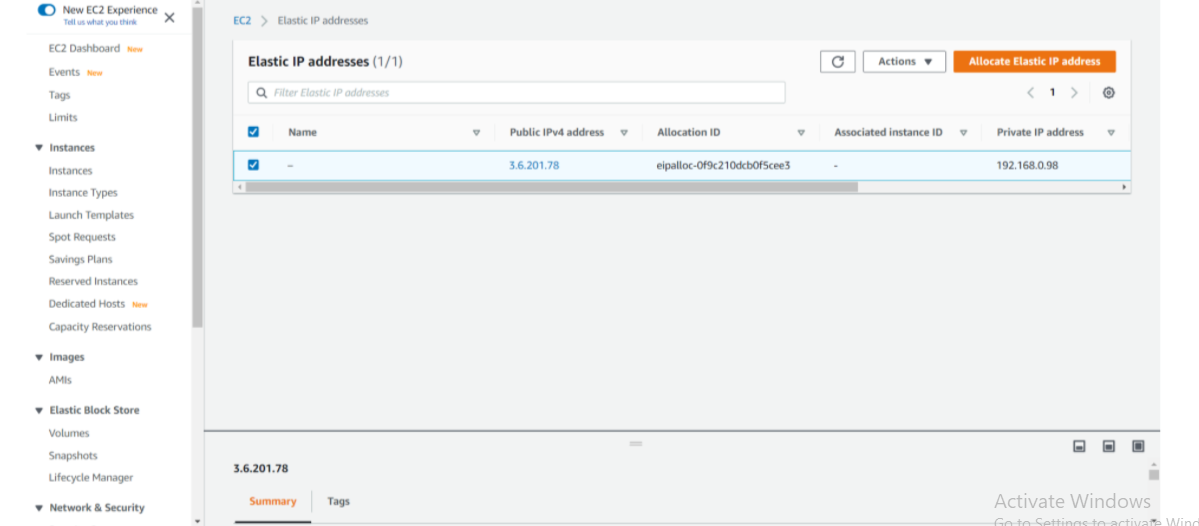 New EC2 Experience
Tell us what you think
EC2 Dashboard New
Events New
Tags
Limits
Instances
Instances
Instance Types
Launch Templates
Spot Requests
Savings Plans
Reserved Instances
Dedicated Hosts New
Capacity Reservations
Images
AMIs
Elastic Block Store
Volumes
Snapshots
Lifecycle Manager
Network & Security
EC2 > Elastic IP addresses
Elastic IP addresses (1/1)
Actions
Allocate Elastic IP address
Filter Elastic IP addresses
< 1 >
Name Public IPv4 address Allocation ID Associated instance ID Private IP address
– 3.6.201.78 eipalloc-0f9c210dcb0f5cee3 - 192.168.0.98
3.6.201.78
Summary Tags
Activate Windows
Go to Settings to activate Wind